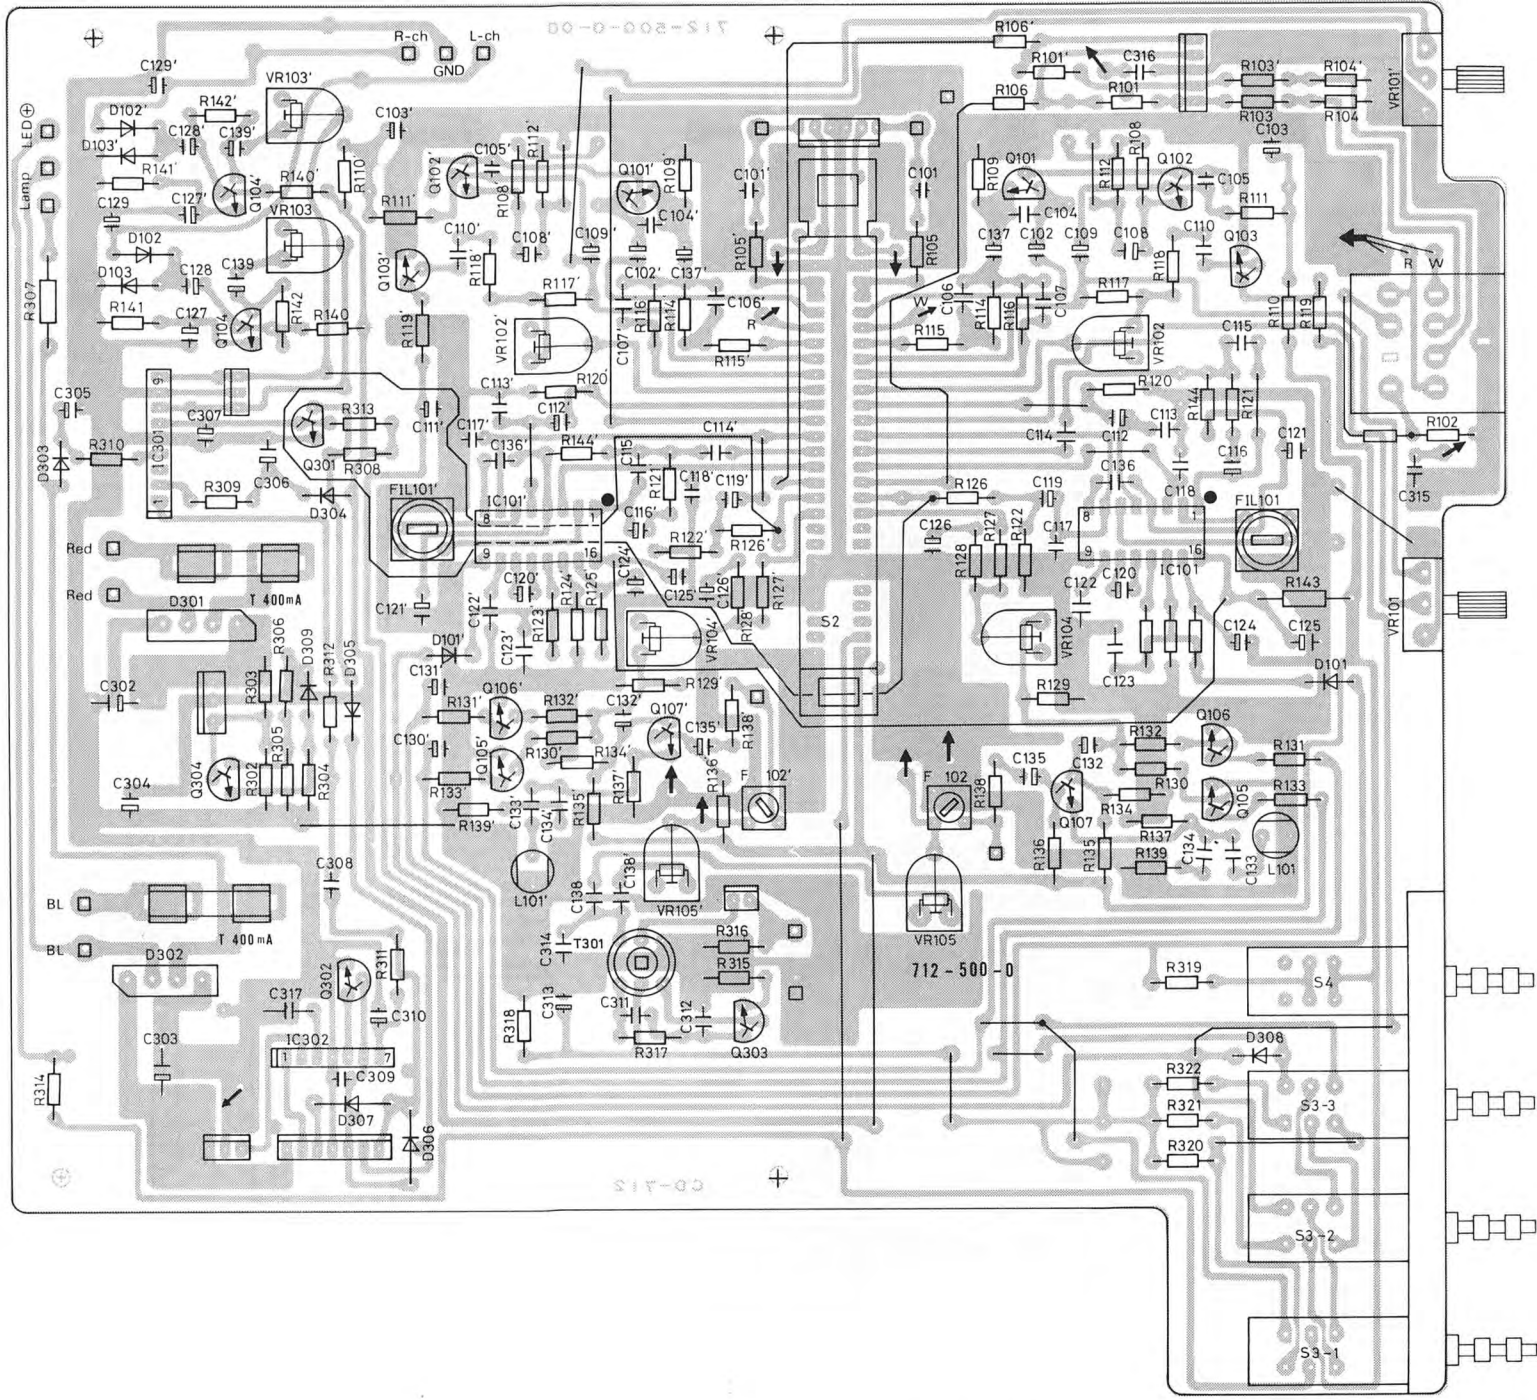 712-500-0-00
R-ch
L-ch
GND
R106'
C129'
VR103'
R101'
C316
R103'
R104'
VR101'
LED⊕
D102'
R142'
C103'
R106
R101
R103
R104
C128'
C139'
R112'
C103
D103'
R110'
Q102'
C105'
Q101'
R109'
C101'
C101
R109
Q101
R112
R108
Q102
R141'
Lamp
Q104'
R140'
R108'
C105
C129
C127'
VR103
R111'
C104'
C104
R111
D102
C110'
C108'
C109'
R105'
R105
C137
C102
C109
C108
C110
Q103
R118'
R118
D103
C128
C139
Q103'
C102'
C137'
R W
R307
R142
R117'
C106'
C106
R117
R141
C127
Q104
R140
R119'
VR102'
C107'
R116'
R114'
R
W
R114
R116
C107
VR102
R110
R119
R115'
R115
C115
C305
C113'
R120'
R120
R144
R121
9
C307
R313
C111'
C112'
C117'
C114
C112
C113
C121
R102
R310
IC301
C136'
R144'
C115'
C114'
C136
C116
D303
C306
Q301
R308
R121'
C118'
C119'
R126
C119
C118
C315
1
R309
D304
FIL101'
IC101'
FIL101
8
1
C116'
R126'
C126
R127
R122
C117
8
1
Red
9
16
R122'
R128
9
16
C124'
IC101
Red
T 400mA
C120'
C125'
C126'
R127'
C122
C120
R143
D301
C121'
C122'
R123'
R124'
R125'
R128'
S2
VR101
R306
D309
R312
D305
D101'
C123'
VR104'
VR104
C123
C124
C125
R303
C302
C131'
R129'
R129
D101
Q106'
R132'
C132'
Q107'
R131'
C135'
R138'
Q106
R132
R131
R305
C130'
Q105'
R130'
R134'
C135
C132
R130
C304
Q304
R302
R304
R133'
R137'
R136'
F 102'
F 102
R138
R134
Q105
R133
R139'
C133'
C134'
R135'
Q107
R137
R136
R135
C134'
C133
C308
R139
L101
L101'
C138
C138'
BL
VR105'
VR105
T 400mA
R316
BL
C314
T301
712-500-0
D302
Q302
R311
R315
R319
S4
C317
C313
C311
C310
R318
C312
C303
IC302
R317
Q303
D308
1
7
C309
R322
R314
S3-3
D307
R321
D306
R320
CD-712
S3-2
S3-1